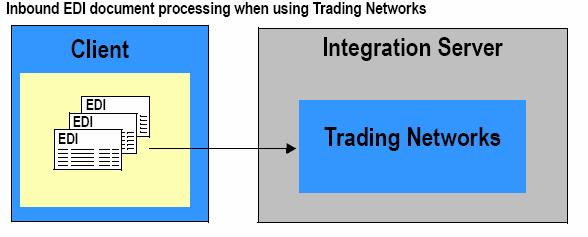 Inbound EDI document processing when using Trading Networks
Client
Integration Server
EDI
EDI
EDI
Trading Networks